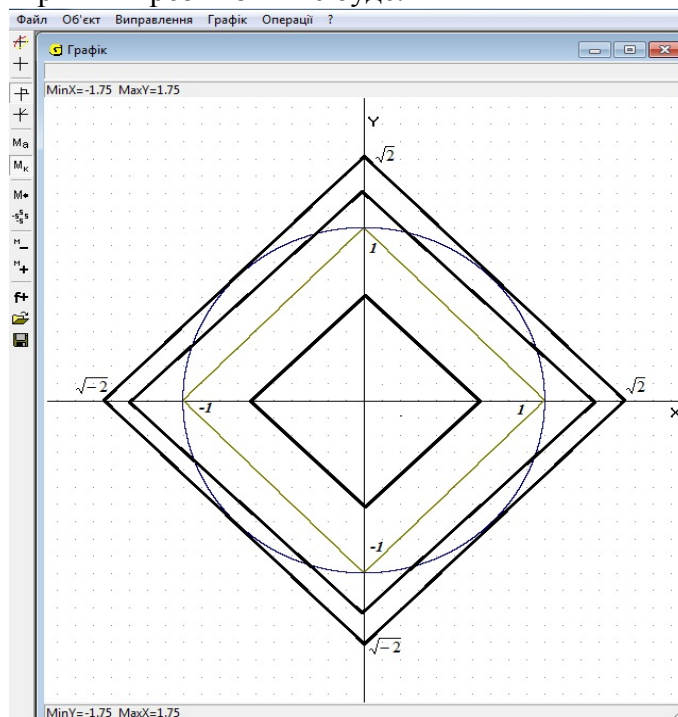 Файл Об'єкт Виправлення Графік Операції ?
Графік
MinX=-1.75 MaxY=1.75
Y
√2
1
√-2
√2
-1
1
X
-1
√-2
MinY=-1.75 MaxX=1.75